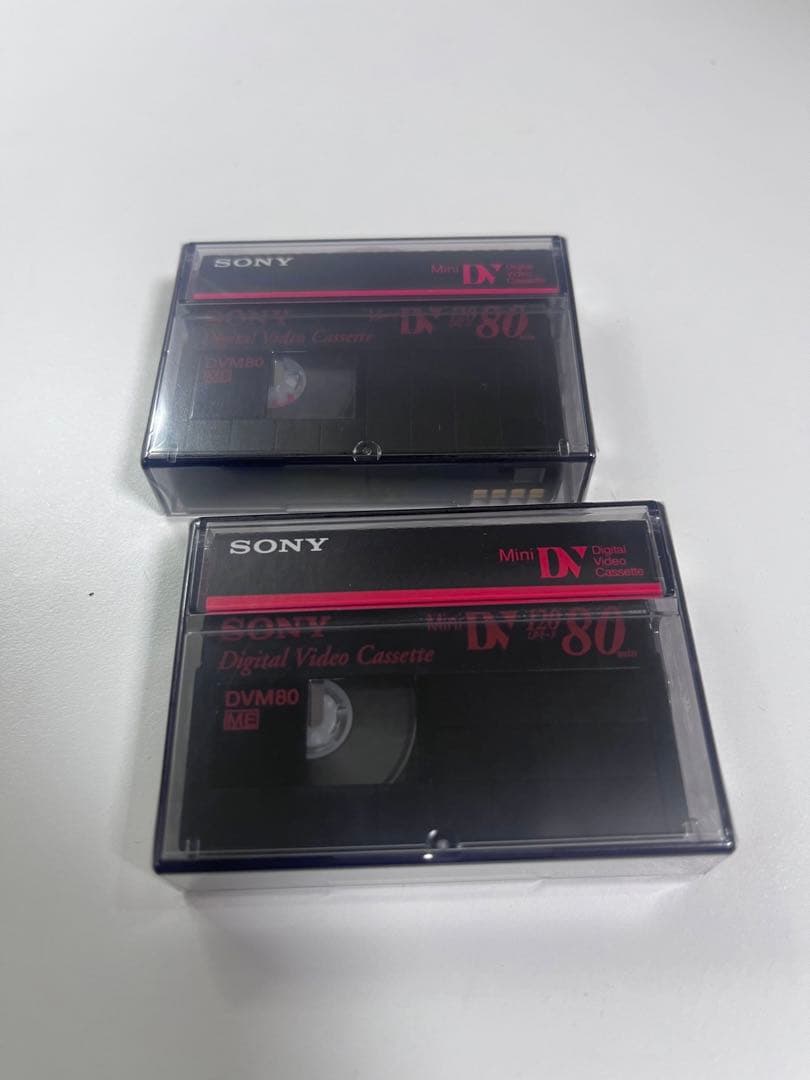 SONY
Mini DV Digital Video Cassette
SONY
Mini DV 120 80 min
Digital Video Cassette
DVM80
ME
SONY
Mini DV Digital Video Cassette
SONY
Mini DV 120 LP 80 min
Digital Video Cassette
DVM80
ME